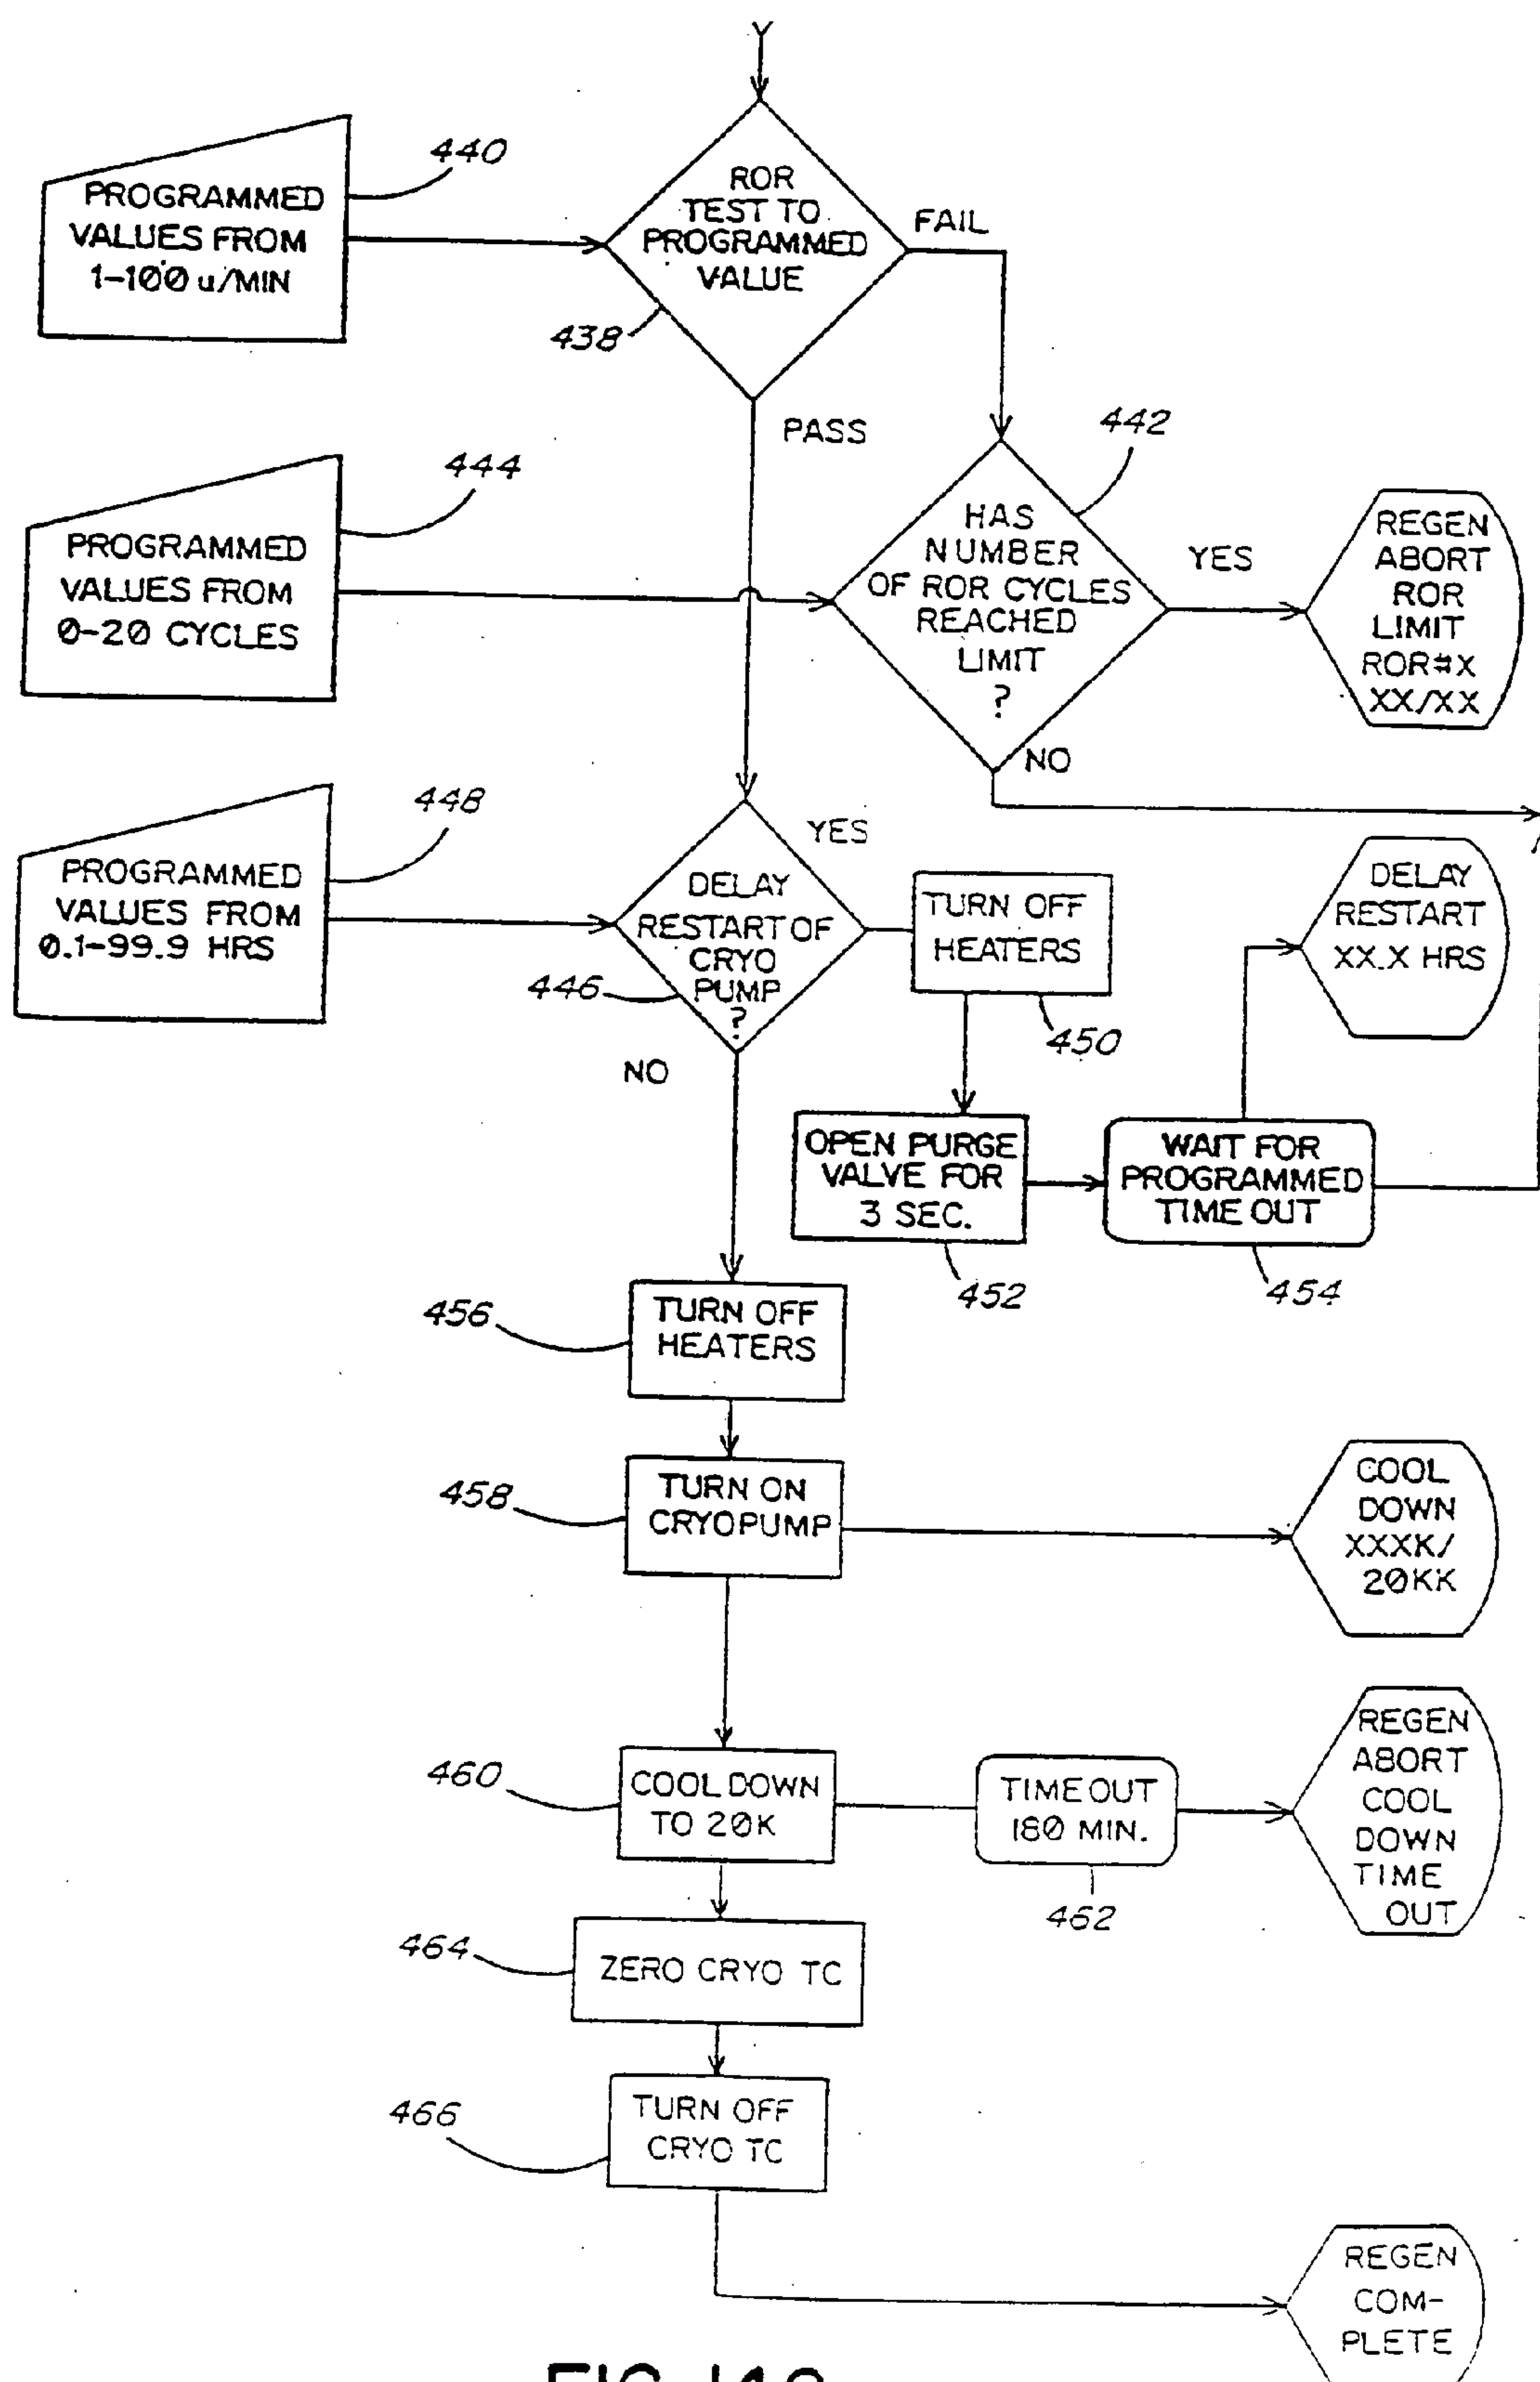 Y
440
PROGRAMMED
VALUES FROM
1-100 u/MIN
ROR
TEST TO
PROGRAMMED
VALUE
FAIL
438
PASS
442
444
PROGRAMMED
VALUES FROM
0-20 CYCLES
HAS
NUMBER
OF ROR CYCLES
REACHED
LIMIT
?
YES
REGEN
ABORT
ROR
LIMIT
ROR#X
XX/XX
NO
448
PROGRAMMED
VALUES FROM
0.1-99.9 HRS
YES
DELAY
RESTART OF
CRYO
PUMP
?
446
NO
TURN OFF
HEATERS
450
DELAY
RESTART
XX.X HRS
OPEN PURGE
VALVE FOR
3 SEC.
452
WAIT FOR
PROGRAMMED
TIME OUT
454
456
TURN OFF
HEATERS
458
TURN ON
CRYOPUMP
COOL
DOWN
XXXK/
20KK
460
COOL DOWN
TO 20K
TIMEOUT
180 MIN.
462
REGEN
ABORT
COOL
DOWN
TIME
OUT
464
ZERO CRYO TC
466
TURN OFF
CRYO TC
REGEN
COM-
PLETE